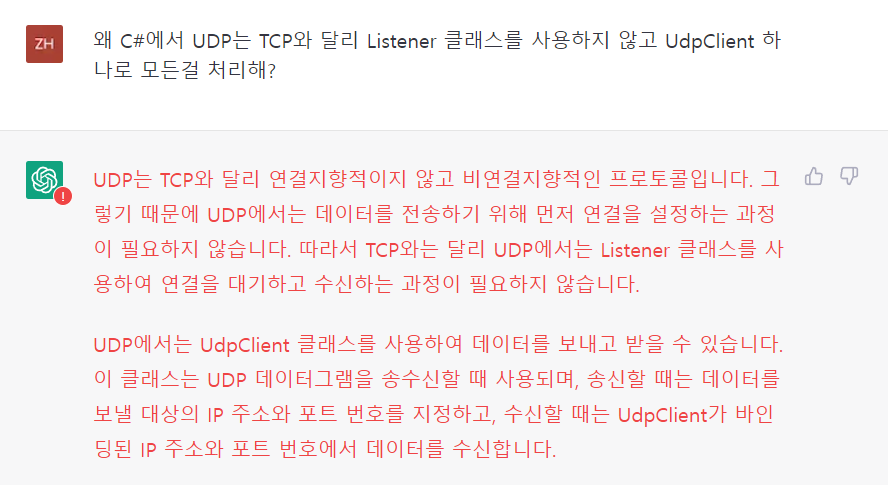 ZH
왜 C#에서 UDP는 TCP와 달리 Listener 클래스를 사용하지 않고 UdpClient 하
나로 모든걸 처리해?
!
UDP는 TCP와 달리 연결지향적이지 않고 비연결지향적인 프로토콜입니다. 그
렇기 때문에 UDP에서는 데이터를 전송하기 위해 먼저 연결을 설정하는 과정
이 필요하지 않습니다. 따라서 TCP와는 달리 UDP에서는 Listener 클래스를 사
용하여 연결을 대기하고 수신하는 과정이 필요하지 않습니다.
UDP에서는 UdpClient 클래스를 사용하여 데이터를 보내고 받을 수 있습니다.
이 클래스는 UDP 데이터그램을 송수신할 때 사용되며, 송신할 때는 데이터를
보낼 대상의 IP 주소와 포트 번호를 지정하고, 수신할 때는 UdpClient가 바인
딩된 IP 주소와 포트 번호에서 데이터를 수신합니다.